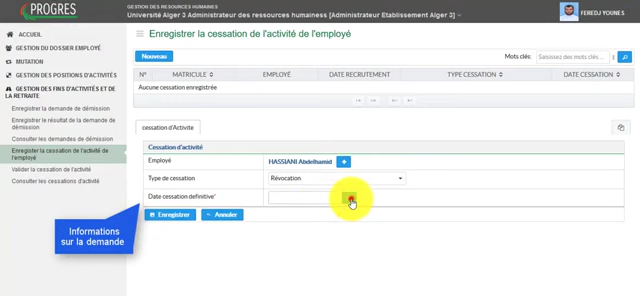 PROGRES
GESTION DES RESSOURCES HUMAINES
Université Alger 3 Administrateur des ressources humainess [Administrateur Etablissement Alger 3]
FEREDJ YOUNES
ACCUEIL
GESTION DU DOSSIER EMPLOYÉ
MUTATION
GESTION DES POSITIONS D'ACTIVITÉS
GESTION DES FINS D'ACTIVITÉS ET DE
LA RETRAITE
Enregistrer la demande de démission
Enregistrer le résultat de la demande de
démission
Consulter les demandes de démission
Enregister la cessation de l'activité de
l'employé
Valider la cessation de l'activité
Consulter les cessations d'activité
Enregistrer la cessation de l'activité de l'employé
Nouveau
Mots clés:
Saisissez des mots clés ...
N°
MATRICULE
EMPLOYÉ
DATE RECRUTEMENT
TYPE CESSATION
DATE CESSATION
Aucune cessation enregistrée
cessation d'Activite
Cessation d'activité
Employé
HASSIANI Abdelhamid
Type de cessation
Révocation
Date cessation definitive*
Enregistrer
Annuler
Informations
sur la demande